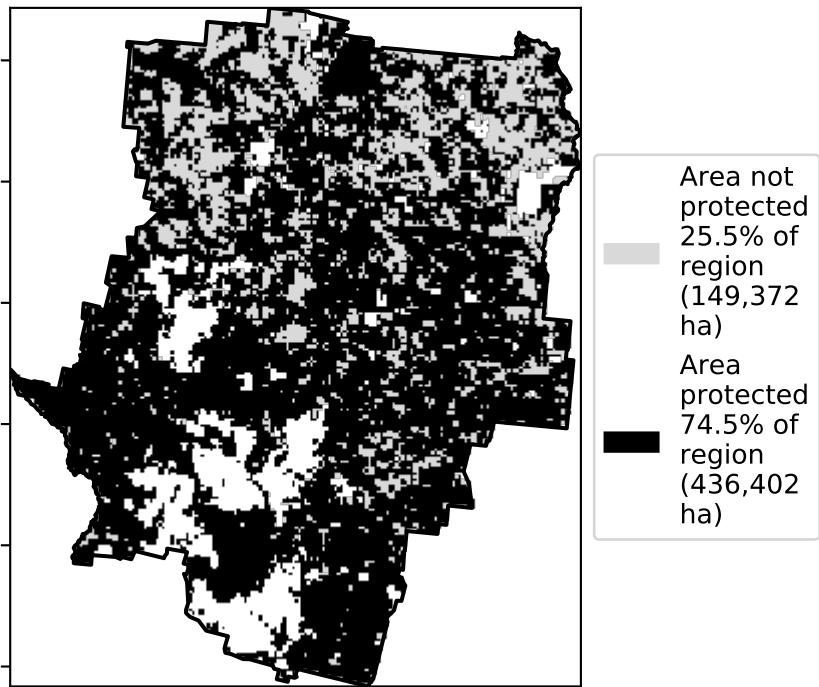 Area not
protected
25.5% of
region
(149,372
ha)
Area
protected
74.5% of
region
(436,402
ha)